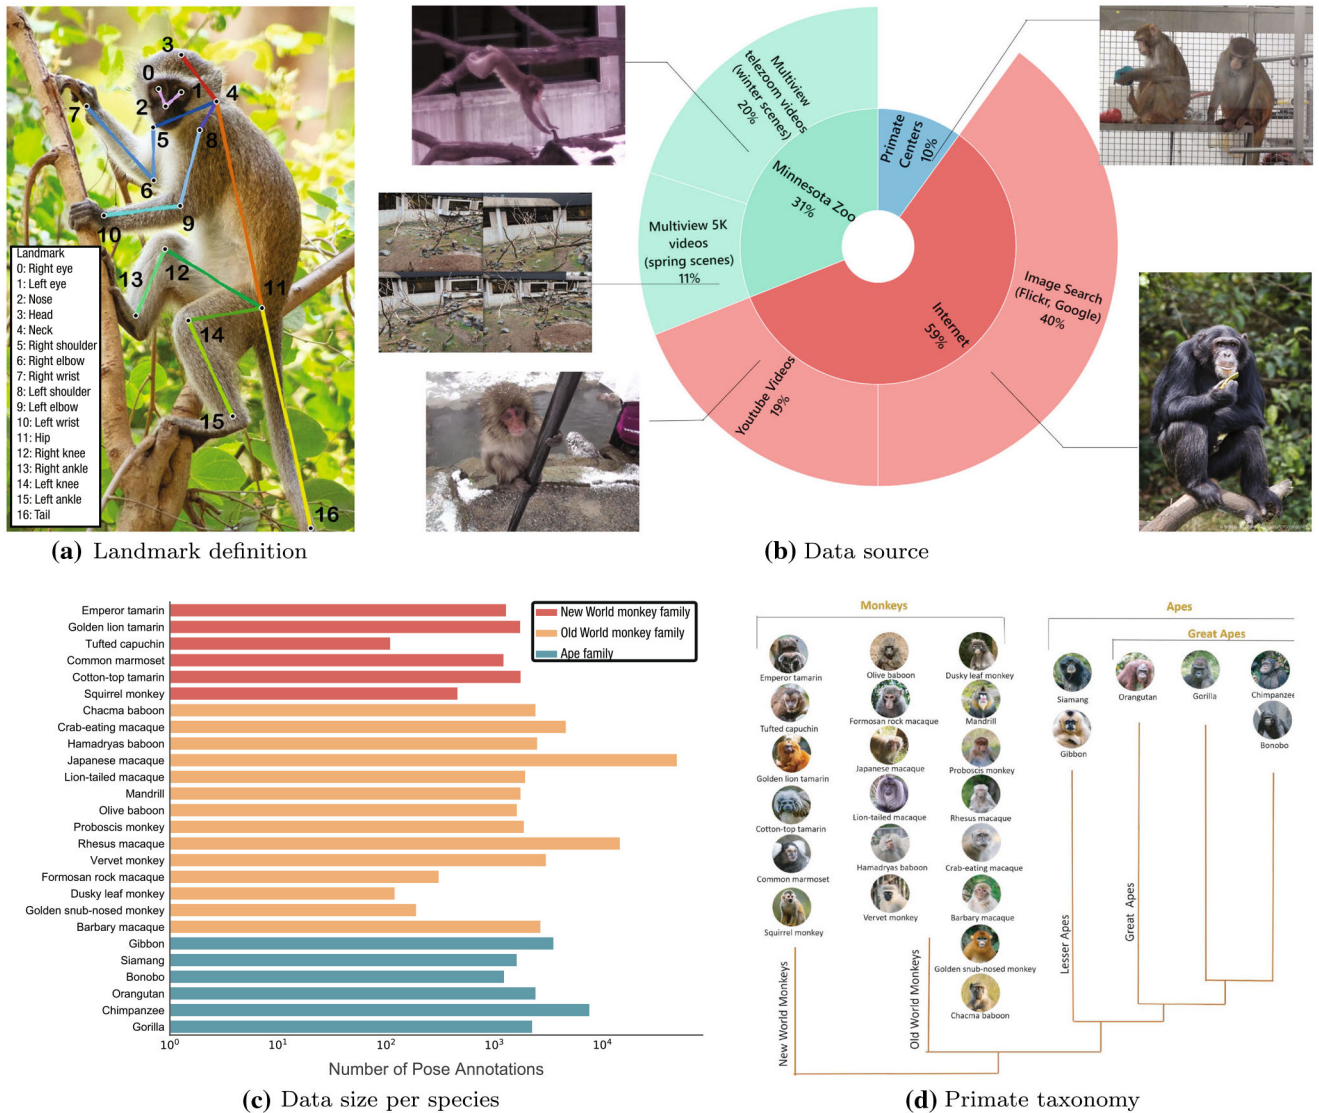 3
0
1
2
4
7
5
8
6
9
10
13
12
11
14
15
16
Landmark
0: Right eye
1: Left eye
2: Nose
3: Head
4: Neck
5: Right shoulder
6: Right elbow
7: Right wrist
8: Left shoulder
9: Left elbow
10: Left wrist
11: Hip
12: Right knee
13: Right ankle
14: Left knee
15: Left ankle
16: Tail
(a) Landmark definition
Multiview
telezoom videos
(winter scenes)
20%
Primate
Centers
10%
Minnesota Zoo
31%
Multiview 5K
videos
(spring scenes)
11%
Image Search
(Flickr, Google)
40%
Internet
59%
Youtube Videos
19%
(b) Data source
New World monkey family
Old World monkey family
Ape family
Emperor tamarin
Golden lion tamarin
Tufted capuchin
Common marmoset
Cotton-top tamarin
Squirrel monkey
Chacma baboon
Crab-eating macaque
Hamadryas baboon
Japanese macaque
Lion-tailed macaque
Mandrill
Olive baboon
Proboscis monkey
Rhesus macaque
Vervet monkey
Formosan rock macaque
Dusky leaf monkey
Golden snub-nosed monkey
Barbary macaque
Gibbon
Siamang
Bonobo
Orangutan
Chimpanzee
Gorilla
10⁰ 10¹ 10² 10³ 10⁴
Number of Pose Annotations
(c) Data size per species
Monkeys
Apes
Great Apes
Emperor tamarin
Tufted capuchin
Golden lion tamarin
Cotton-top tamarin
Common marmoset
Squirrel monkey
Olive baboon
Formosan rock macaque
Japanese macaque
Lion-tailed macaque
Hamadryas baboon
Vervet monkey
Dusky leaf monkey
Mandrill
Proboscis monkey
Rhesus macaque
Crab-eating macaque
Barbary macaque
Golden snub-nosed monkey
Chacma baboon
Siamang
Gibbon
Orangutan
Gorilla
Chimpanzee
Bonobo
New World Monkeys
Old World Monkeys
Lesser Apes
Great Apes
(d) Primate taxonomy